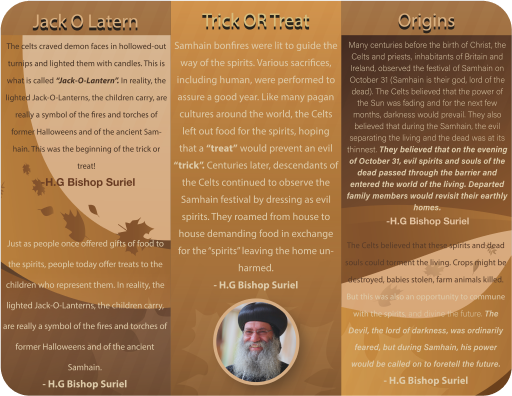 Jack O Latern
The celts craved demon faces in hollowed-out
turnips and lighted them with candles. This is
what is called "Jack-O-Lantern". In reality, the
lighted Jack-O-Lanterns, the children carry, are
really a symbol of the fires and torches of
former Halloweens and of the ancient Sam-
hain. This was the beginning of the trick or
treat!
-H.G Bishop Suriel
Just as people once offered gifts of food to
the spirits, people today offer treats to the
children who represent them. In reality, the
lighted Jack-O-Lanterns, the children carry,
are really a symbol of the fires and torches of
former Halloweens and of the ancient
Samhain.
- H.G Bishop Suriel
Trick OR Treat
Samhain bonfires were lit to guide the
way of the spirits. Various sacrifices,
including human, were performed to
assure a good year. Like many pagan
cultures around the world, the Celts
left out food for the spirits, hoping
that a "treat" would prevent an evil
"trick". Centuries later, descendants of
the Celts continued to observe the
Samhain festival by dressing as evil
spirits. They roamed from house to
house demanding food in exchange
for the "spirits" leaving the home un-
harmed.
- H.G Bishop Suriel
Origins
Many centuries before the birth of Christ, the
Celts and priests, inhabitants of Britain and
Ireland, observed the festival of Samhain on
October 31 (Samhain is their god, lord of the
dead). The Celts believed that the power of
the Sun was fading and for the next few
months, darkness would prevail. They also
believed that during the Samhain, the evil
separating the living and the dead was at its
thinnest. They believed that on the evening
of October 31, evil spirits and souls of the
dead passed through the barrier and
entered the world of the living. Departed
family members would revisit their earthly
homes.
-H.G Bishop Suriel
The Celts believed that these spirits and dead
souls could torment the living. Crops might be
destroyed, babies stolen, farm animals killed.
But this was also an opportunity to commune
with the spirits, and divine the future. The
Devil, the lord of darkness, was ordinarily
feared, but during Samhain, his power
would be called on to foretell the future.
- H.G Bishop Suriel